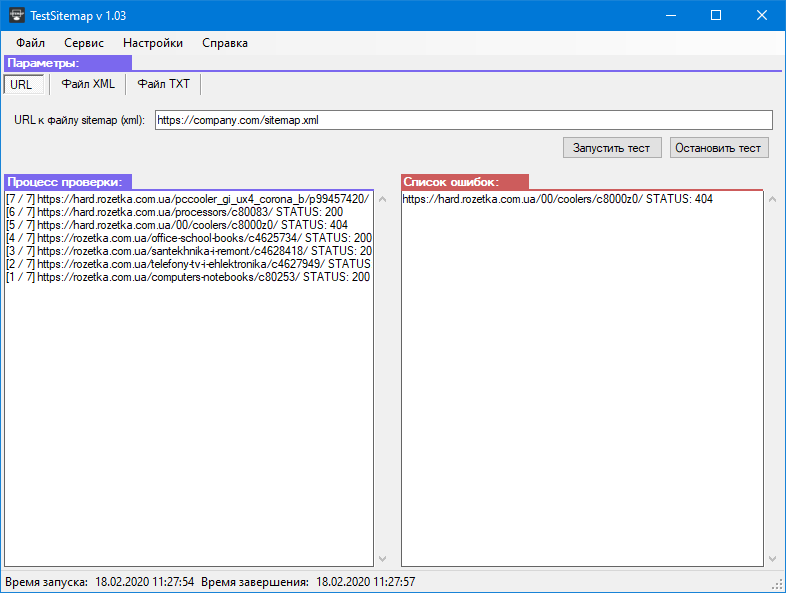 TestSitemap v 1.03
Файл Сервис Настройки Справка
Параметры:
URL Файл XML Файл TXT
URL к файлу sitemap (xml): https://company.com/sitemap.xml
Запустить тест Остановить тест
Процесс проверки:
[7 / 7] https://hard.rozetka.com.ua/pccooler_gi_ux4_corona_b/p99457420/
[6 / 7] https://hard.rozetka.com.ua/processors/c80083/ STATUS: 200
[5 / 7] https://hard.rozetka.com.ua/00/coolers/c8000z0/ STATUS: 404
[4 / 7] https://rozetka.com.ua/office-school-books/c4625734/ STATUS: 200
[3 / 7] https://rozetka.com.ua/santekhnika-i-remont/c4628418/ STATUS: 20
[2 / 7] https://rozetka.com.ua/telefony-tv-i-ehlektronika/c4627949/ STATUS
[1 / 7] https://rozetka.com.ua/computers-notebooks/c80253/ STATUS: 200
Список ошибок:
https://hard.rozetka.com.ua/00/coolers/c8000z0/ STATUS: 404
Время запуска: 18.02.2020 11:27:54 Время завершения: 18.02.2020 11:27:57